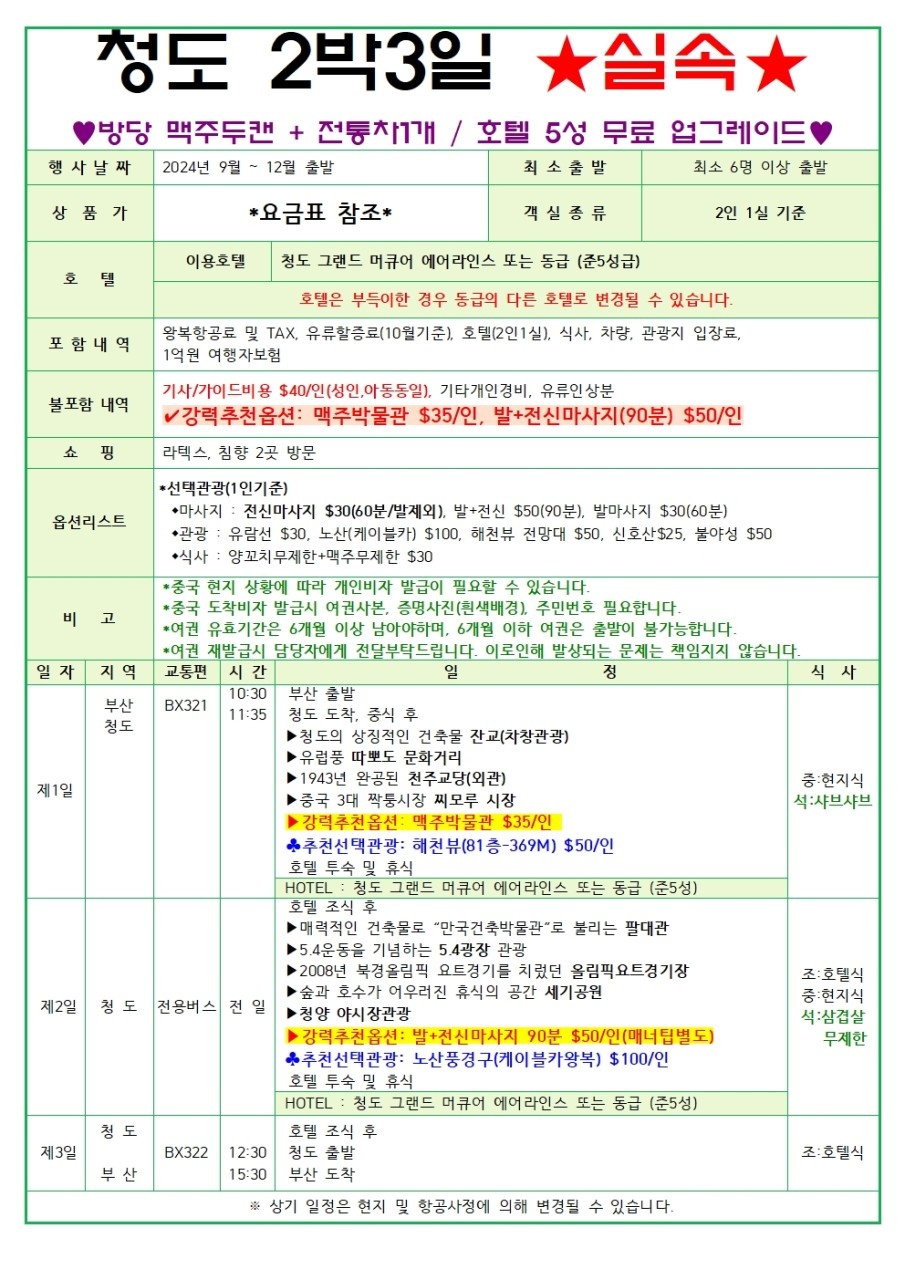 청도 2박3일 ★실속★
♥방당 맥주두캔 + 전통차1개 / 호텔 5성 무료 업그레이드♥
행 사 날 짜 2024년 9월 ~ 12월 출발 최 소 출 발 최소 6명 이상 출발
상 품 가 *요금표 참조* 객 실 종 류 2인 1실 기준
호 텔 이용호텔 청도 그랜드 머큐어 에어라인스 또는 동급 (준5성급)
호텔은 부득이한 경우 동급의 다른 호텔로 변경될 수 있습니다.
포 함 내 역 왕복항공료 및 TAX, 유류할증료(10월기준), 호텔(2인1실), 식사, 차량, 관광지 입장료,
1억원 여행자보험
불포함 내역 기사/가이드비용 $40/인(성인,아동동일), 기타개인경비, 유류인상분
✔강력추천옵션: 맥주박물관 $35/인, 발+전신마사지(90분) $50/인
쇼 핑 라텍스, 침향 2곳 방문
옵션리스트 *선택관광(1인기준)
◆마사지 : 전신마사지 $30(60분/발제외), 발+전신 $50(90분), 발마사지 $30(60분)
◆관광 : 유람선 $30, 노산(케이블카) $100, 해천뷰 전망대 $50, 신호산$25, 불야성 $50
◆식사 : 양꼬치무제한+맥주무제한 $30
비 고 *중국 현지 상황에 따라 개인비자 발급이 필요할 수 있습니다.
*중국 도착비자 발급시 여권사본, 증명사진(흰색배경), 주민번호 필요합니다.
*여권 유효기간은 6개월 이상 남아야하며, 6개월 이하 여권은 출발이 불가능합니다.
*여권 재발급시 담당자에게 전달부탁드립니다. 이로인해 발상되는 문제는 책임지지 않습니다.
일 자 지 역 교통편 시 간 일 정 식 사
제1일
부산
청도
BX321
10:30
11:35
부산 출발
청도 도착, 중식 후
▶청도의 상징적인 건축물 잔교(차창관광)
▶유럽풍 따뽀도 문화거리
▶1943년 완공된 천주교당(외관)
▶중국 3대 짝퉁시장 찌모루 시장
▶강력추천옵션: 맥주박물관 $35/인
♣추천선택관광: 해천뷰(81층-369M) $50/인
호텔 투숙 및 휴식
HOTEL : 청도 그랜드 머큐어 에어라인스 또는 동급 (준5성)
중:현지식
석:샤브샤브
제2일
청 도
전용버스
전 일
호텔 조식 후
▶매력적인 건축물로 “만국건축박물관”로 불리는 팔대관
▶5.4운동을 기념하는 5.4광장 관광
▶2008년 북경올림픽 요트경기를 치렀던 올림픽요트경기장
▶숲과 호수가 어우러진 휴식의 공간 세기공원
▶청양 야시장관광
▶강력추천옵션: 발+전신마사지 90분 $50/인(매너팁별도)
♣추천선택관광: 노산풍경구(케이블카왕복) $100/인
호텔 투숙 및 휴식
HOTEL : 청도 그랜드 머큐어 에어라인스 또는 동급 (준5성)
조:호텔식
중:현지식
석:삼겹살
무제한
제3일
청 도
부 산
BX322
12:30
15:30
호텔 조식 후
청도 출발
부산 도착
조:호텔식
※ 상기 일정은 현지 및 항공사정에 의해 변경될 수 있습니다.